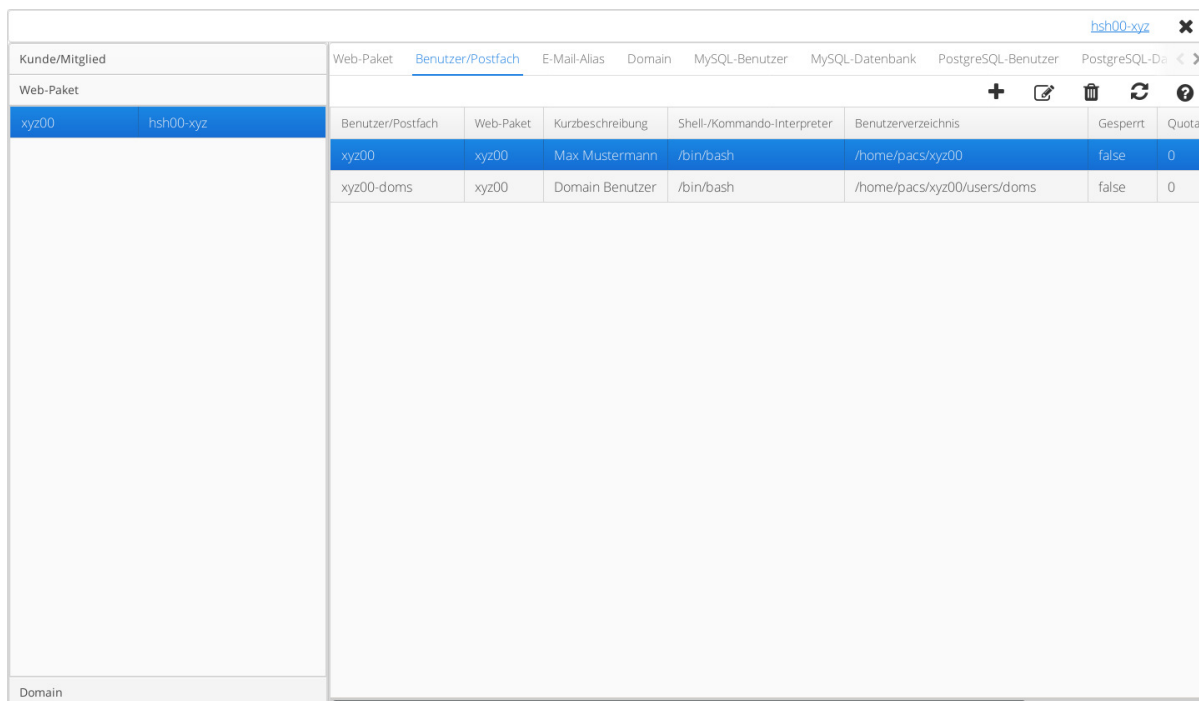 hsh00-xyz
Kunde/Mitglied
Web-Paket
xyz00 hsh00-xyz
Domain
Web-Paket Benutzer/Postfach E-Mail-Alias Domain MySQL-Benutzer MySQL-Datenbank PostgreSQL-Benutzer PostgreSQL-Da
Benutzer/Postfach Web-Paket Kurzbeschreibung Shell-/Kommando-Interpreter Benutzerverzeichnis Gesperrt Quota
xyz00 xyz00 Max Mustermann /bin/bash /home/pacs/xyz00 false 0
xyz00-doms xyz00 Domain Benutzer /bin/bash /home/pacs/xyz00/users/doms false 0